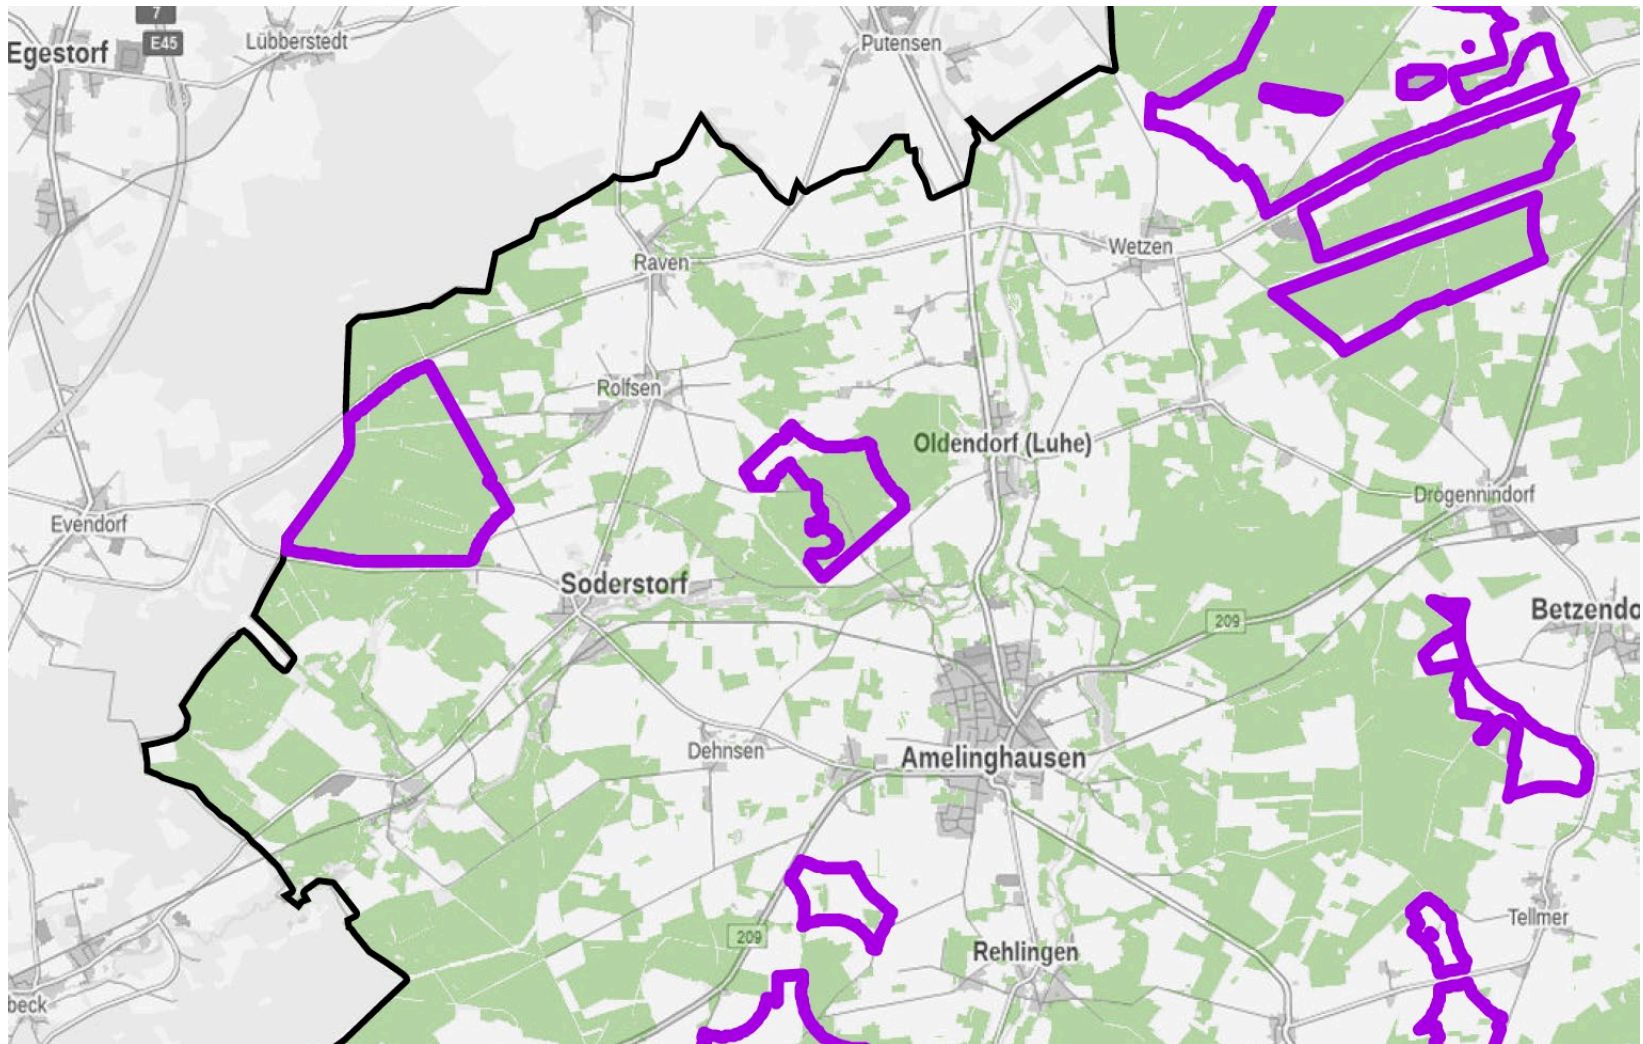 7
E45
Egestorf
Lübberstedt
Putensen
Wetzen
Raven
Rolfsen
Oldendorf (Luhe)
Drögennindorf
Evendorf
Soderstorf
209
Betzendo
Dehnsen
Amelinghausen
Tellmer
209
Rehlingen
beck